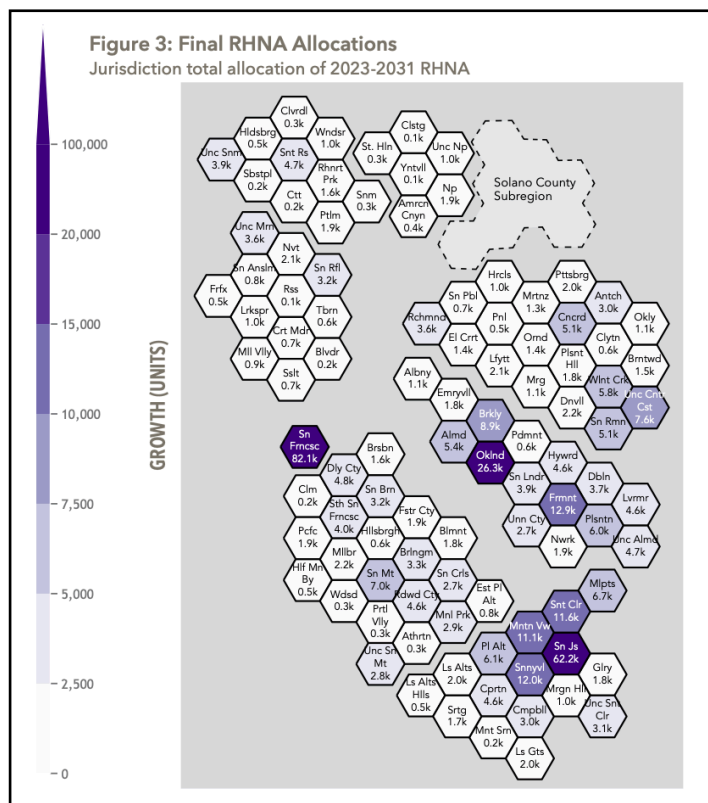 Figure 3: Final RHNA Allocations
Jurisdiction total allocation of 2023-2031 RHNA
GROWTH (UNITS)
100,000
20,000
15,000
10,000
7,500
5,000
2,500
0
Clvrdl
0.3k
Hldsbrg
0.5k
Wndsr
1.0k
Unc Snm
3.9k
Snt Rs
4.7k
Sbstpl
0.2k
Rhnrt
Prk
1.6k
Ctt
0.2k
Snm
0.3k
Ptlm
1.9k
Clstg
0.1k
St. Hln
0.3k
Unc Np
1.0k
Yntvll
0.1k
Np
1.9k
Amrcn
Cnyn
0.4k
Solano County
Subregion
Unc Mrn
3.6k
Nvt
2.1k
Sn Anslm
0.8k
Sn Rfl
3.2k
Frfx
0.5k
Rss
0.1k
Lrkspr
1.0k
Tbrn
0.6k
Crt Mdr
0.7k
Mll Vlly
0.9k
Blvdr
0.2k
Sslt
0.7k
Hrcls
1.0k
Pttsbrg
2.0k
Sn Pbl
0.7k
Mrtnz
1.3k
Antch
3.0k
Rchmnd
3.6k
Pnl
0.5k
Cncrd
5.1k
Okly
1.1k
El Crrt
1.4k
Ornd
1.4k
Clytn
0.6k
Lfytt
2.1k
Plsnt
Hll
1.8k
Brntwd
1.5k
Mrg
1.1k
Wlnt Crk
5.8k
Dnvll
2.2k
Unc Cntr
Cst
7.6k
Sn Rmn
5.1k
Albny
1.1k
Emryvll
1.8k
Brkly
8.9k
Almd
5.4k
Pdmnt
0.6k
Oklnd
26.3k
Hywrd
4.6k
Sn Lndr
3.9k
Dbln
3.7k
Frmnt
12.9k
Lvrmr
4.6k
Unn Cty
2.7k
Plsntn
6.0k
Nwrk
1.9k
Unc Almd
4.7k
Sn
Frncsc
82.1k
Brsbn
1.6k
Dly Cty
4.8k
Sn Brn
3.2k
Clm
0.2k
Sth Sn
Frncsc
4.0k
Fstr Cty
1.9k
Pcfc
1.9k
Hllsbrgh
0.6k
Blmnt
1.8k
Mllbr
2.2k
Brlngm
3.3k
Hlf Mn
By
0.5k
Sn Mt
7.0k
Sn Crls
2.7k
Wdsd
0.3k
Rdwd Cty
4.6k
Est Pl
Alt
0.8k
Prtl
Vlly
0.3k
Mnl Prk
2.9k
Athrtn
0.3k
Unc Sn
Mt
2.8k
Mlpts
6.7k
Snt Clr
11.6k
Mntn Vw
11.1k
Pl Alt
6.1k
Sn Js
62.2k
Ls Alts
2.0k
Snnyvl
12.0k
Glry
1.8k
Ls Alts
Hlls
0.5k
Cprtn
4.6k
Mrgn Hll
1.0k
Srtg
1.7k
Cmpbll
3.0k
Unc Snt
Clr
3.1k
Mnt Srn
0.2k
Ls Gts
2.0k